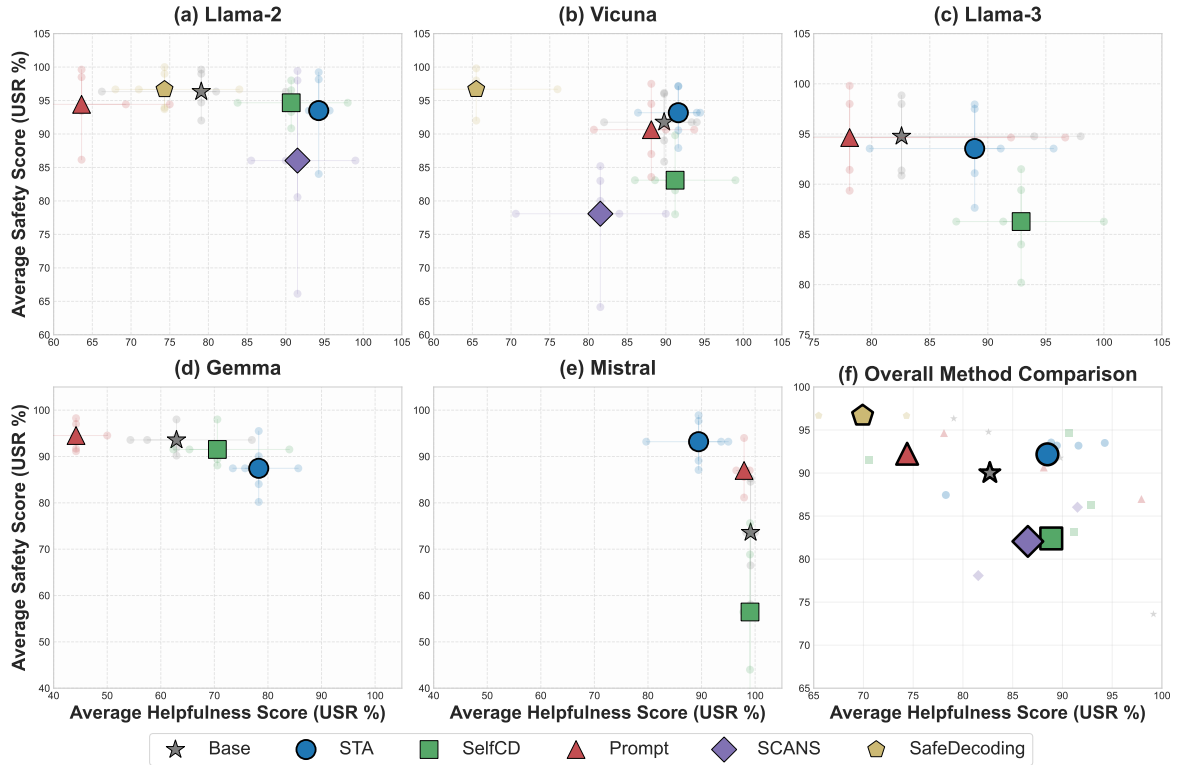 (a) Llama-2
(b) Vicuna
(c) Llama-3
Average Safety Score (USR %)
105
100
95
90
85
80
75
70
65
60
60 65 70 75 80 85 90 95 100 105
105
100
95
90
85
80
75
70
65
60
60 65 70 75 80 85 90 95 100 105
105
100
95
90
85
80
75
75 80 85 90 95 100 105
(d) Gemma
(e) Mistral
(f) Overall Method Comparison
Average Safety Score (USR %)
100
90
80
70
60
50
40
40 50 60 70 80 90 100
Average Helpfulness Score (USR %)
100
90
80
70
60
50
40
40 50 60 70 80 90 100
Average Helpfulness Score (USR %)
100
95
90
85
80
75
70
65
65 70 75 80 85 90 95 100
Average Helpfulness Score (USR %)
Base STA SelfCD Prompt SCANS SafeDecoding